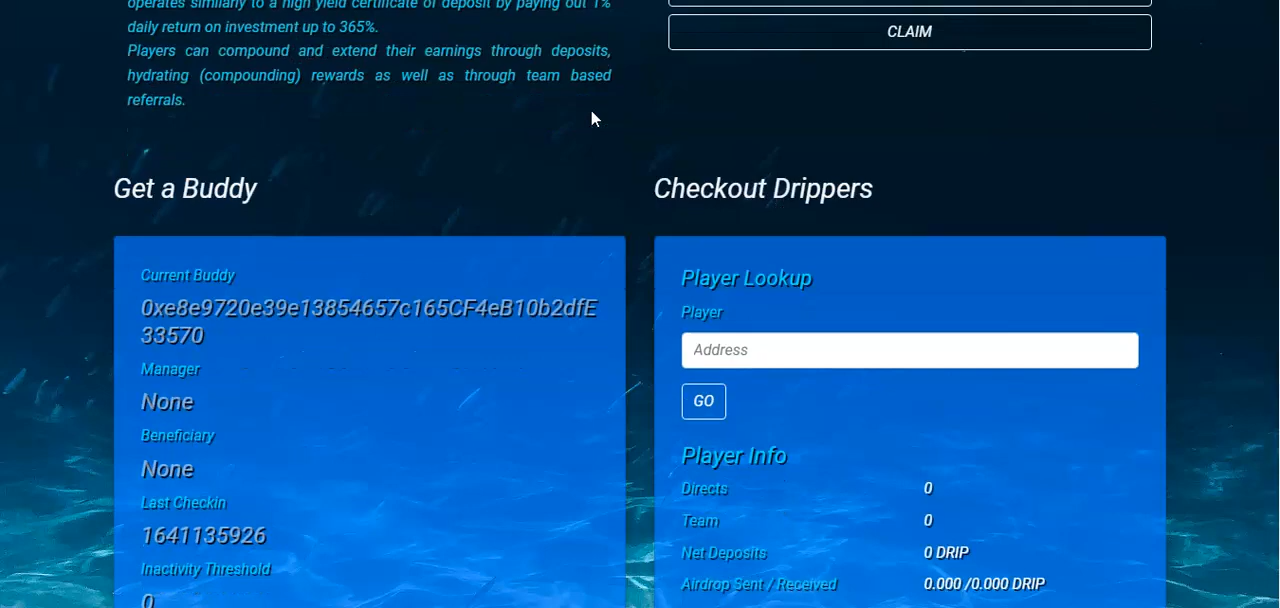 operates similarly to a high yield certificate of deposit by paying out 1%
daily return on investment up to 365%.
Players can compound and extend their earnings through deposits,
hydrating (compounding) rewards as well as through team based
referrals.
CLAIM
Get a Buddy
Current Buddy
0xe8e9720e39e13854657c165CF4eB10b2dfE
33570
Manager
None
Beneficiary
None
Last Checkin
1641135926
Inactivity Threshold
0
Checkout Drippers
Player Lookup
Player
Address
GO
Player Info
Directs 0
Team 0
Net Deposits 0 DRIP
Airdrop Sent / Received 0.000 /0.000 DRIP